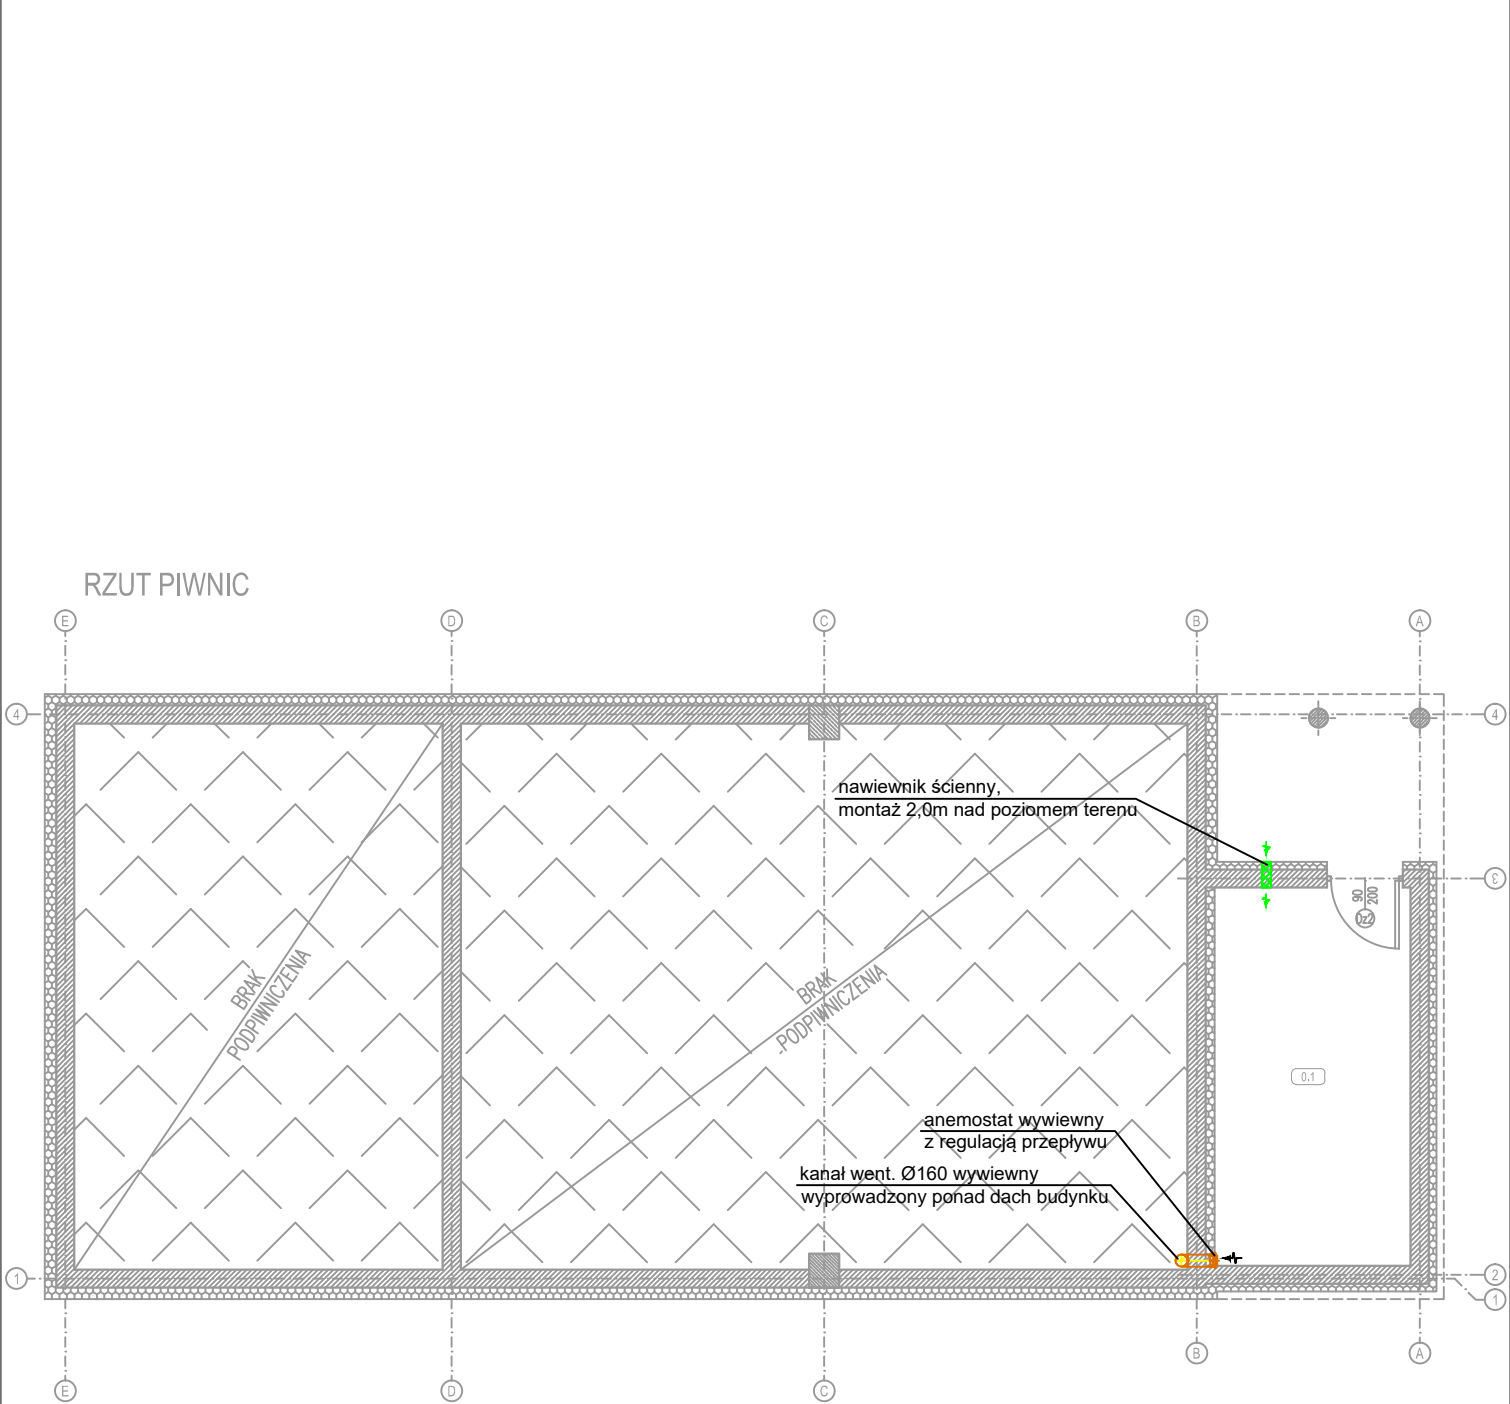 RZUT PIWNIC
E D C B A
4 4
nawiewnik ścienny,
montaż 2,0m nad poziomem terenu
3
90
200
Dz2
BRAK
PODPIWNICZENIA
BRAK
PODPIWNICZENIA
0.1
anemostat wywiewny
z regulacją przepływu
kanał went. Ø160 wywiewny
wyprowadzony ponad dach budynku
1 2
1
B A
E D C